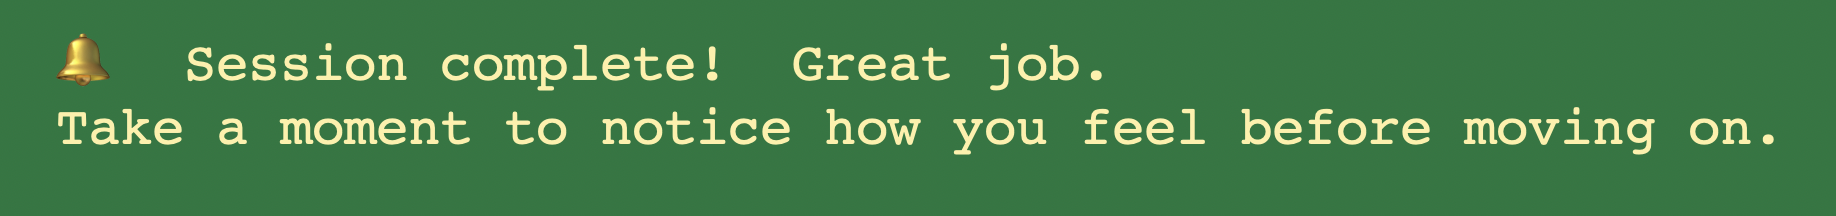 🔔  Session complete!  Great job.
Take a moment to notice how you feel before moving on.